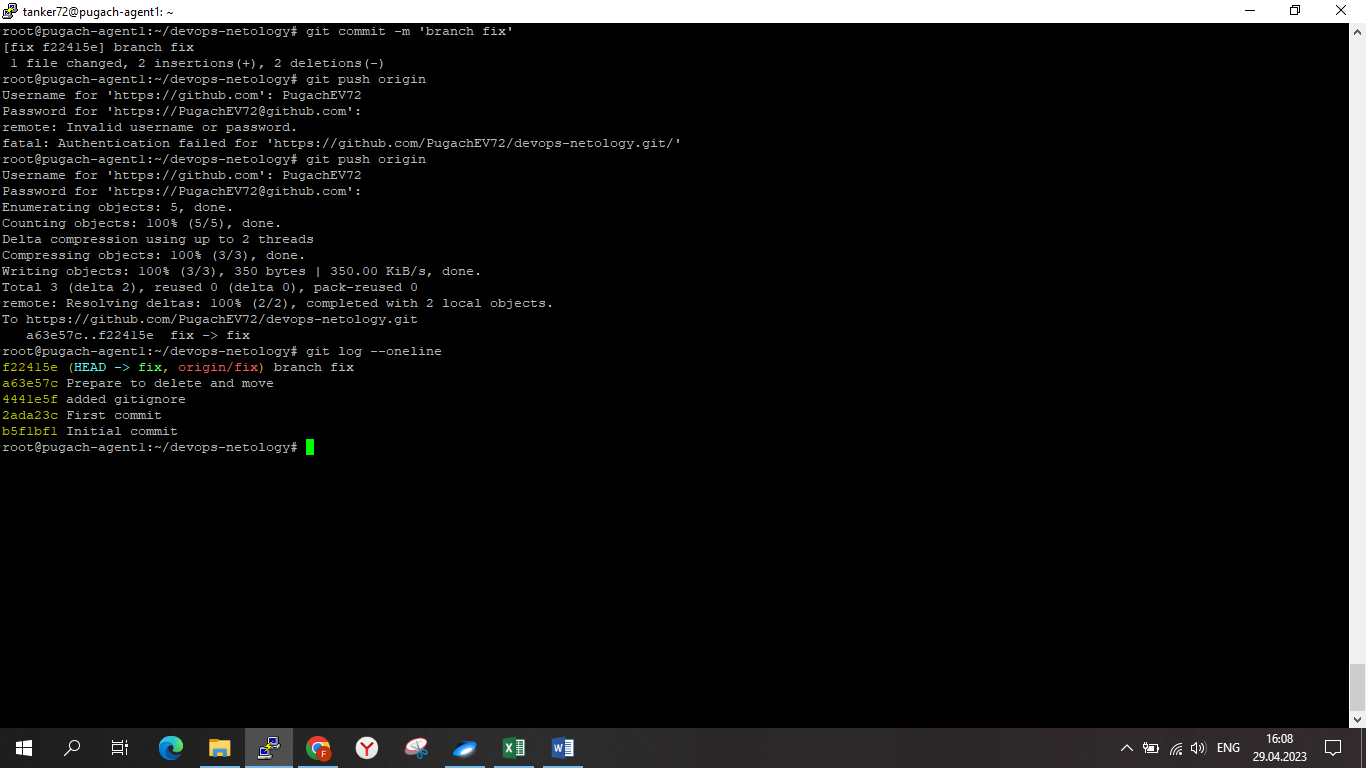 tanker72@pugach-agent1: ~
root@pugach-agent1:~/devops-netology# git commit -m 'branch fix'
[fix f22415e] branch fix
 1 file changed, 2 insertions(+), 2 deletions(-)
root@pugach-agent1:~/devops-netology# git push origin
Username for 'https://github.com': PugachEV72
Password for 'https://PugachEV72@github.com':
remote: Invalid username or password.
fatal: Authentication failed for 'https://github.com/PugachEV72/devops-netology.git/'
root@pugach-agent1:~/devops-netology# git push origin
Username for 'https://github.com': PugachEV72
Password for 'https://PugachEV72@github.com':
Enumerating objects: 5, done.
Counting objects: 100% (5/5), done.
Delta compression using up to 2 threads
Compressing objects: 100% (3/3), done.
Writing objects: 100% (3/3), 350 bytes | 350.00 KiB/s, done.
Total 3 (delta 2), reused 0 (delta 0), pack-reused 0
remote: Resolving deltas: 100% (2/2), completed with 2 local objects.
To https://github.com/PugachEV72/devops-netology.git
   a63e57c..f22415e  fix -> fix
root@pugach-agent1:~/devops-netology# git log --oneline
f22415e (HEAD -> fix, origin/fix) branch fix
a63e57c Prepare to delete and move
4441e5f added gitignore
2ada23c First commit
b5f1bf1 Initial commit
root@pugach-agent1:~/devops-netology#
ENG
16:08
29.04.2023